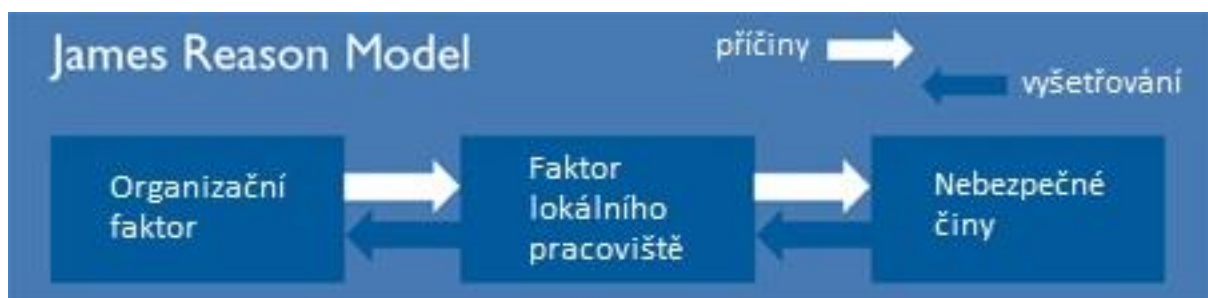 James Reason Model
příčiny
vyšetřování
Organizační
faktor
Faktor
lokálního
pracoviště
Nebezpečné
činy